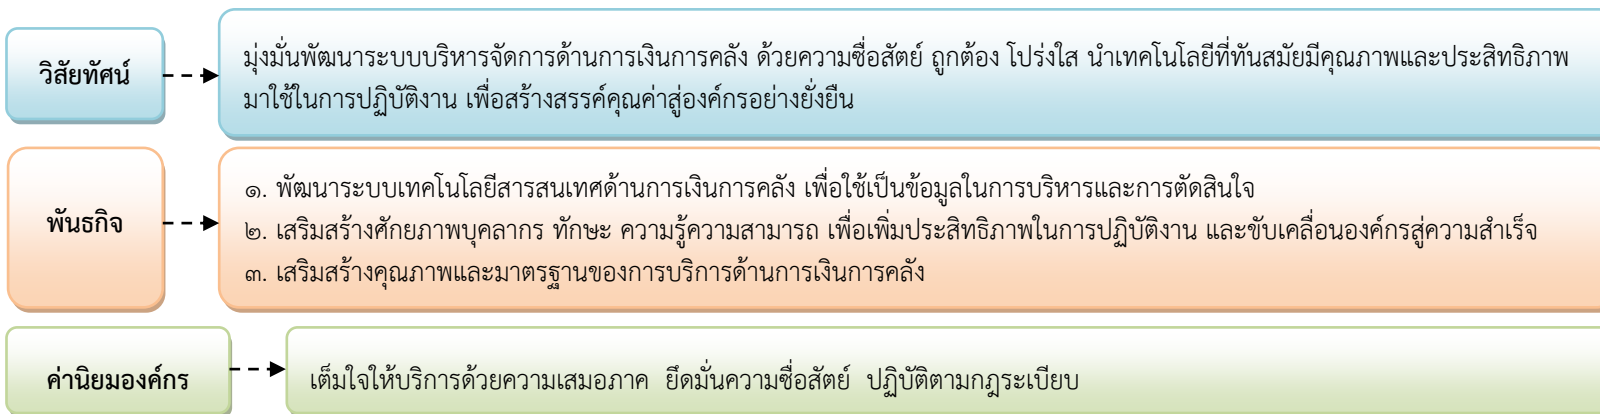 วิสัยทัศน์
มุ่งมั่นพัฒนาระบบบริหารจัดการด้านการเงินการคลัง ด้วยความซื่อสัตย์ ถูกต้อง โปร่งใส นำเทคโนโลยีที่ทันสมัยมีคุณภาพและประสิทธิภาพ
มาใช้ในการปฏิบัติงาน เพื่อสร้างสรรค์คุณค่าสู่องค์กรอย่างยั่งยืน
พันธกิจ
๑. พัฒนาระบบเทคโนโลยีสารสนเทศด้านการเงินการคลัง เพื่อใช้เป็นข้อมูลในการบริหารและการตัดสินใจ
๒. เสริมสร้างศักยภาพบุคลากร ทักษะ ความรู้ความสามารถ เพื่อเพิ่มประสิทธิภาพในการปฏิบัติงาน และขับเคลื่อนองค์กรสู่ความสำเร็จ
๓. เสริมสร้างคุณภาพและมาตรฐานของการบริการด้านการเงินการคลัง
ค่านิยมองค์กร
เต็มใจให้บริการด้วยความเสมอภาค ยึดมั่นความซื่อสัตย์ ปฏิบัติตามกฎระเบียบ